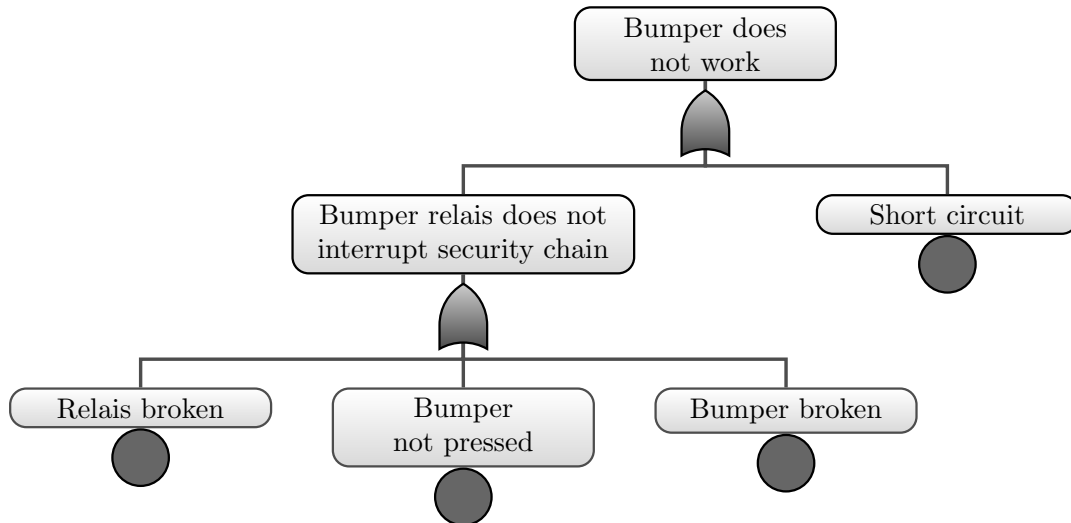 Bumper does
not work
Bumper relais does not
interrupt security chain
Short circuit
Relais broken
Bumper
not pressed
Bumper broken